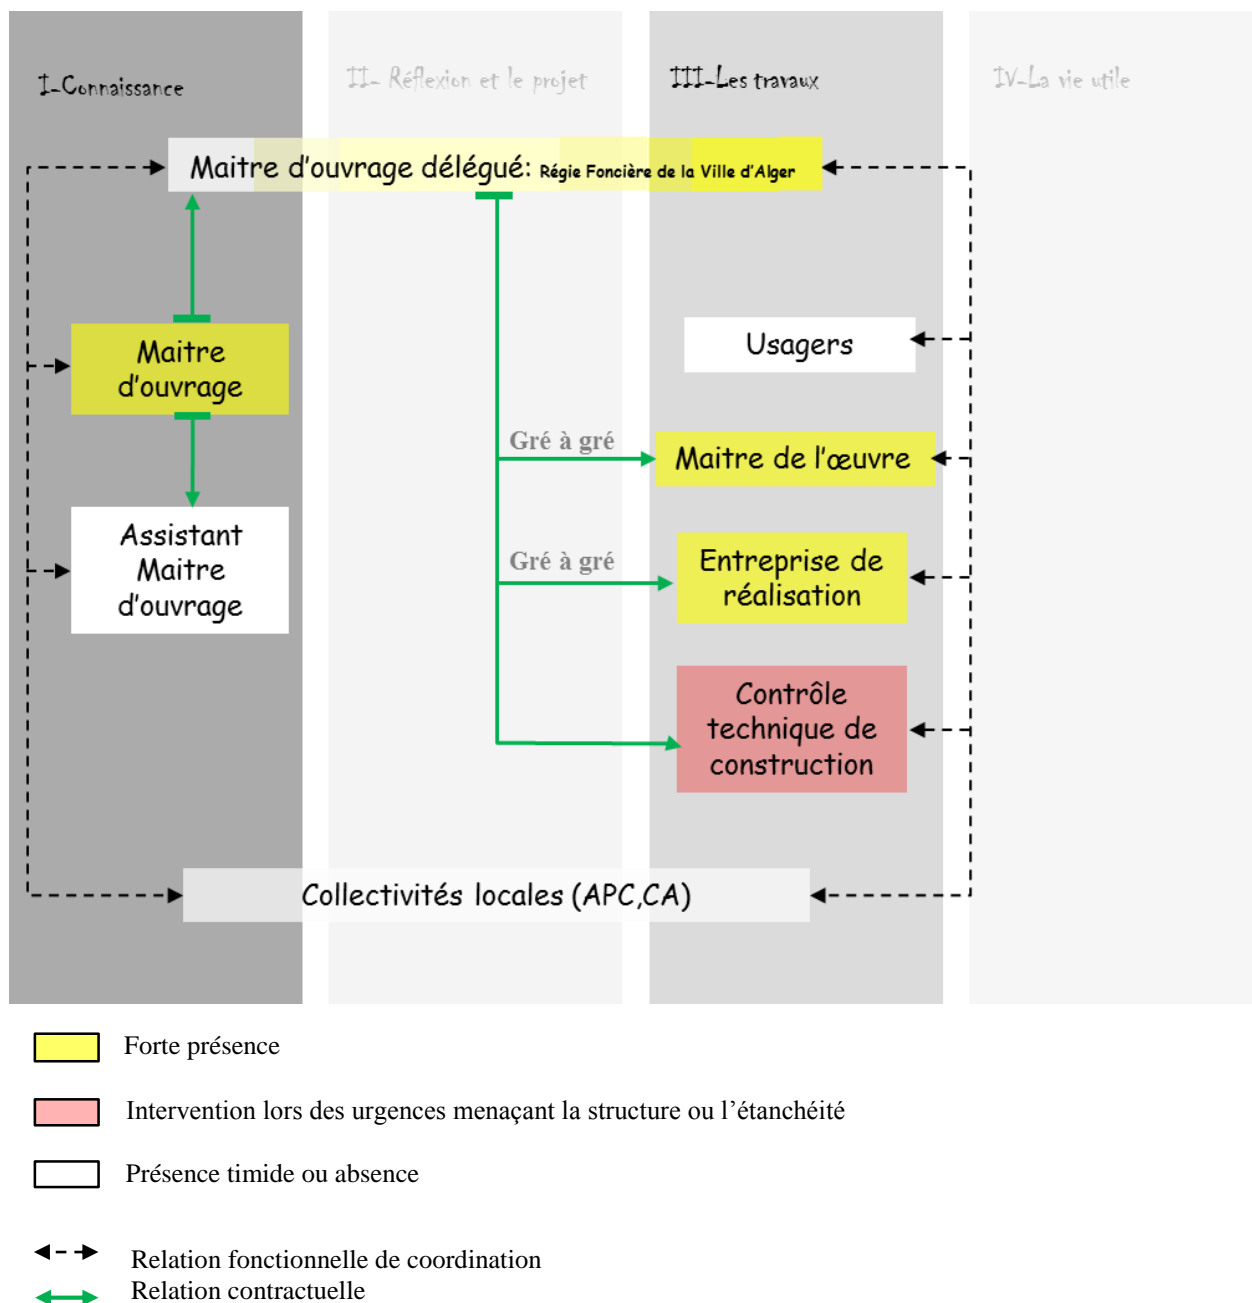 I-Connaissance
II- Réflexion et le projet
III-Les travaux
IV-La vie utile
Maitre d'ouvrage délégué: Régie Foncière de la Ville d'Alger
Maitre
d'ouvrage
Usagers
Gré à gré
Maitre de l'œuvre
Assistant
Maitre
d'ouvrage
Gré à gré
Entreprise de
réalisation
Contrôle
technique de
construction
Collectivités locales (APC,CA)
Forte présence
Intervention lors des urgences menaçant la structure ou l'étanchéité
Présence timide ou absence
Relation fonctionnelle de coordination
Relation contractuelle